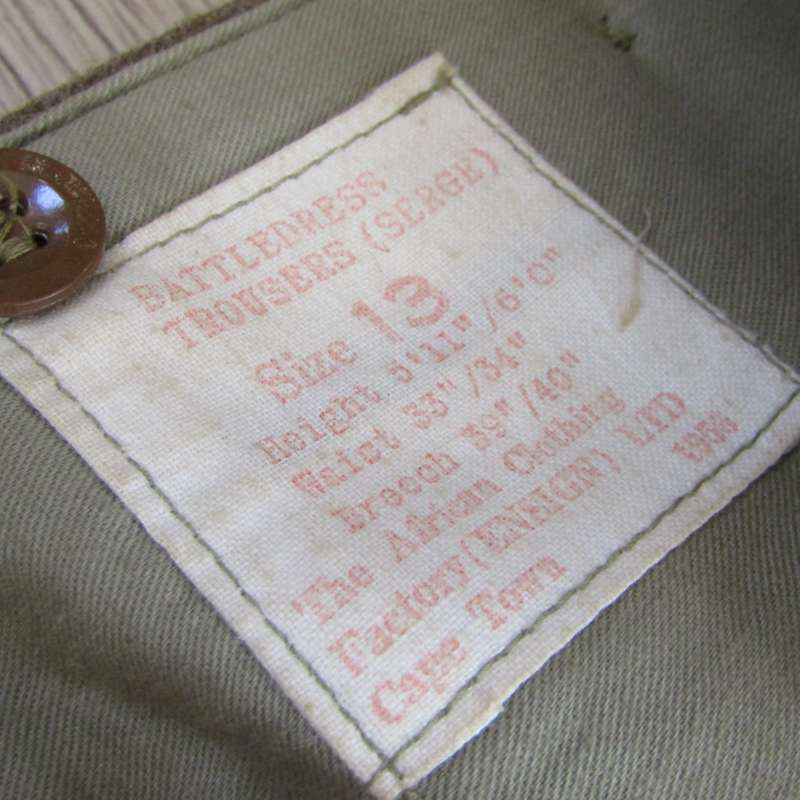 BATTLEDRESS
TROUSERS (SERGE)
Size 13
Height 5'11"/6'0"
Waist 33"/34"
Breech 39"/40"
The African Clothing
Factory(ENSIGN) LTD
Cape Town